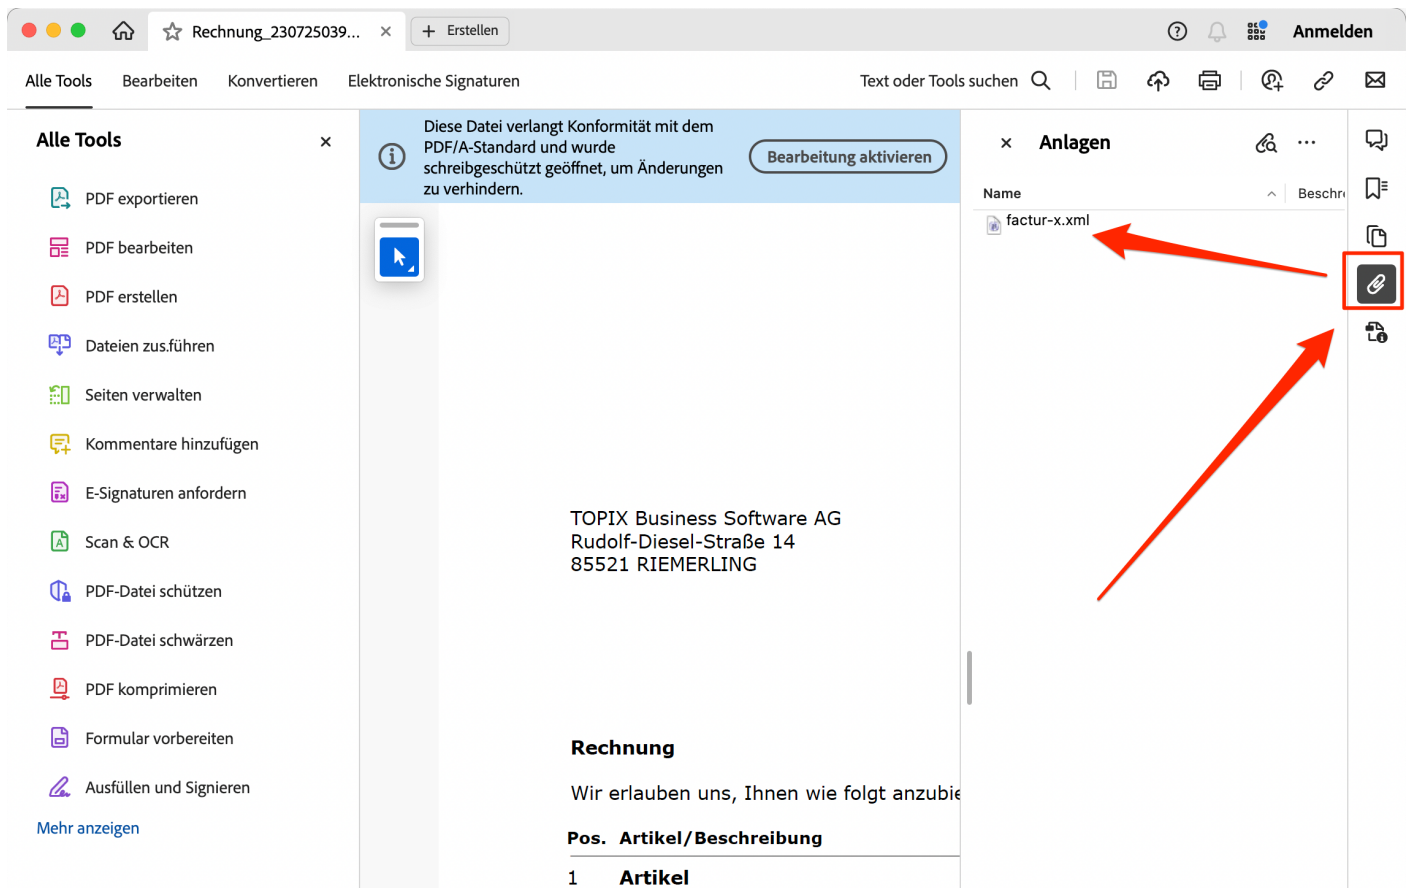 Rechnung_230725039...
Erstellen
Anmelden
Alle Tools
Bearbeiten
Konvertieren
Elektronische Signaturen
Text oder Tools suchen
Alle Tools
PDF exportieren
PDF bearbeiten
PDF erstellen
Dateien zus.führen
Seiten verwalten
Kommentare hinzufügen
E-Signaturen anfordern
Scan & OCR
PDF-Datei schützen
PDF-Datei schwärzen
PDF komprimieren
Formular vorbereiten
Ausfüllen und Signieren
Mehr anzeigen
Diese Datei verlangt Konformität mit dem
PDF/A-Standard und wurde
schreibgeschützt geöffnet, um Änderungen
zu verhindern.
Bearbeitung aktivieren
TOPIX Business Software AG
Rudolf-Diesel-Straße 14
85521 RIEMERLING
Rechnung
Wir erlauben uns, Ihnen wie folgt anzubie
Pos. Artikel/Beschreibung
1 Artikel
Anlagen
Name
Beschr
factur-x.xml